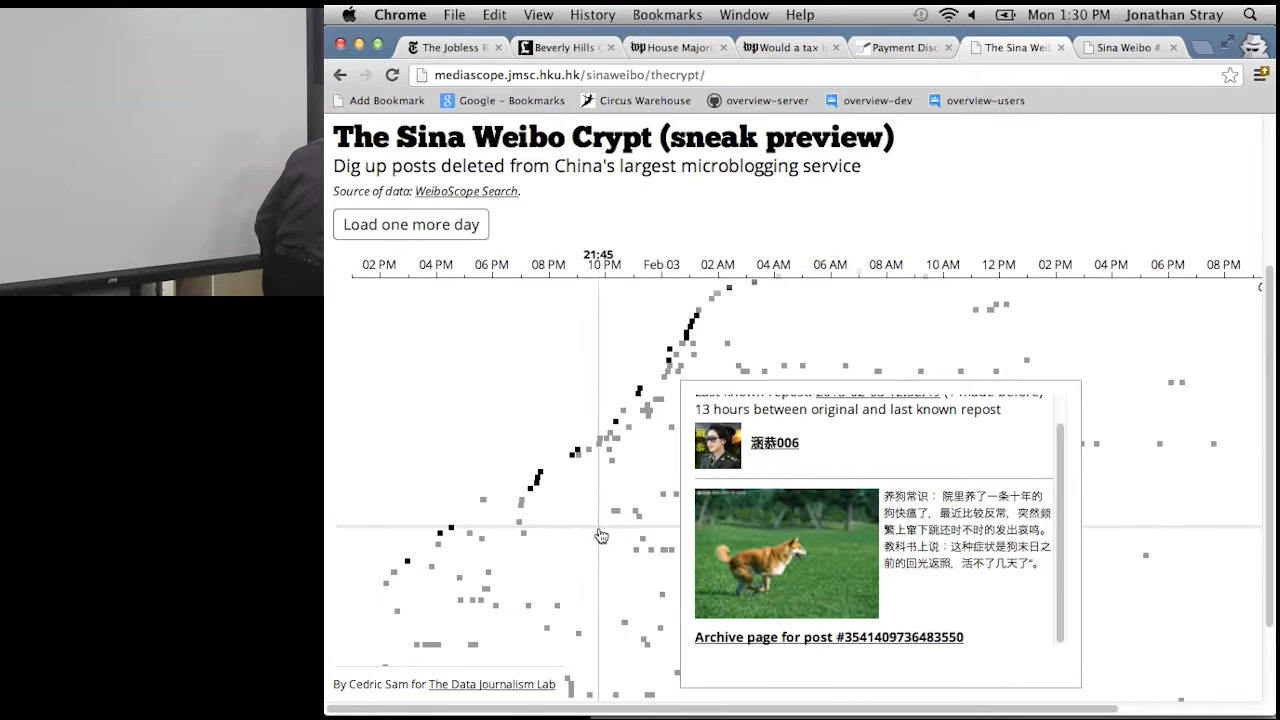 Chrome File Edit View History Bookmarks Window Help Mon 1:30 PM Jonathan Stray
The Jobless R Beverly Hills C House Majori Would a tax h Payment Disc The Sina Wei Sina Weibo #
mediascope.jmsc.hku.hk/sinaweibo/thecrypt/
Add Bookmark Google - Bookmarks Circus Warehouse overview-server overview-dev overview-users
The Sina Weibo Crypt (sneak preview)
Dig up posts deleted from China's largest microblogging service
Source of data: WeiboScope Search.
Load one more day
21:45
02 PM 04 PM 06 PM 08 PM 10 PM Feb 03 02 AM 04 AM 06 AM 08 AM 10 AM 12 PM 02 PM 04 PM 06 PM 08 PM
13 hours between original and last known repost
涵恭006
养狗常识： 院里养了一条十年的
狗快瘟了，最近比较反常，突然频
繁上窜下跳还时不时的发出哀鸣。
教科书上说：这种症状是狗末日之
前的回光返照，活不了几天了”。
Archive page for post #3541409736483550
By Cedric Sam for The Data Journalism Lab